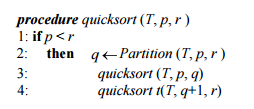 procedure quicksort (T, p, r )
1: if p < r
2: then q ← Partition (T, p, r )
3: quicksort (T, p, q)
4: quicksort t(T, q+1, r)